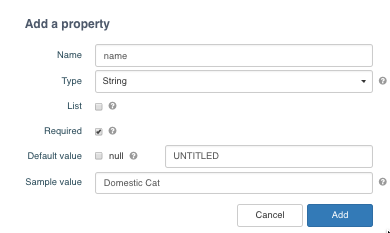 Add a property
Name name
Type String
List
Required
Default value null UNTITLED
Sample value Domestic Cat
Cancel Add